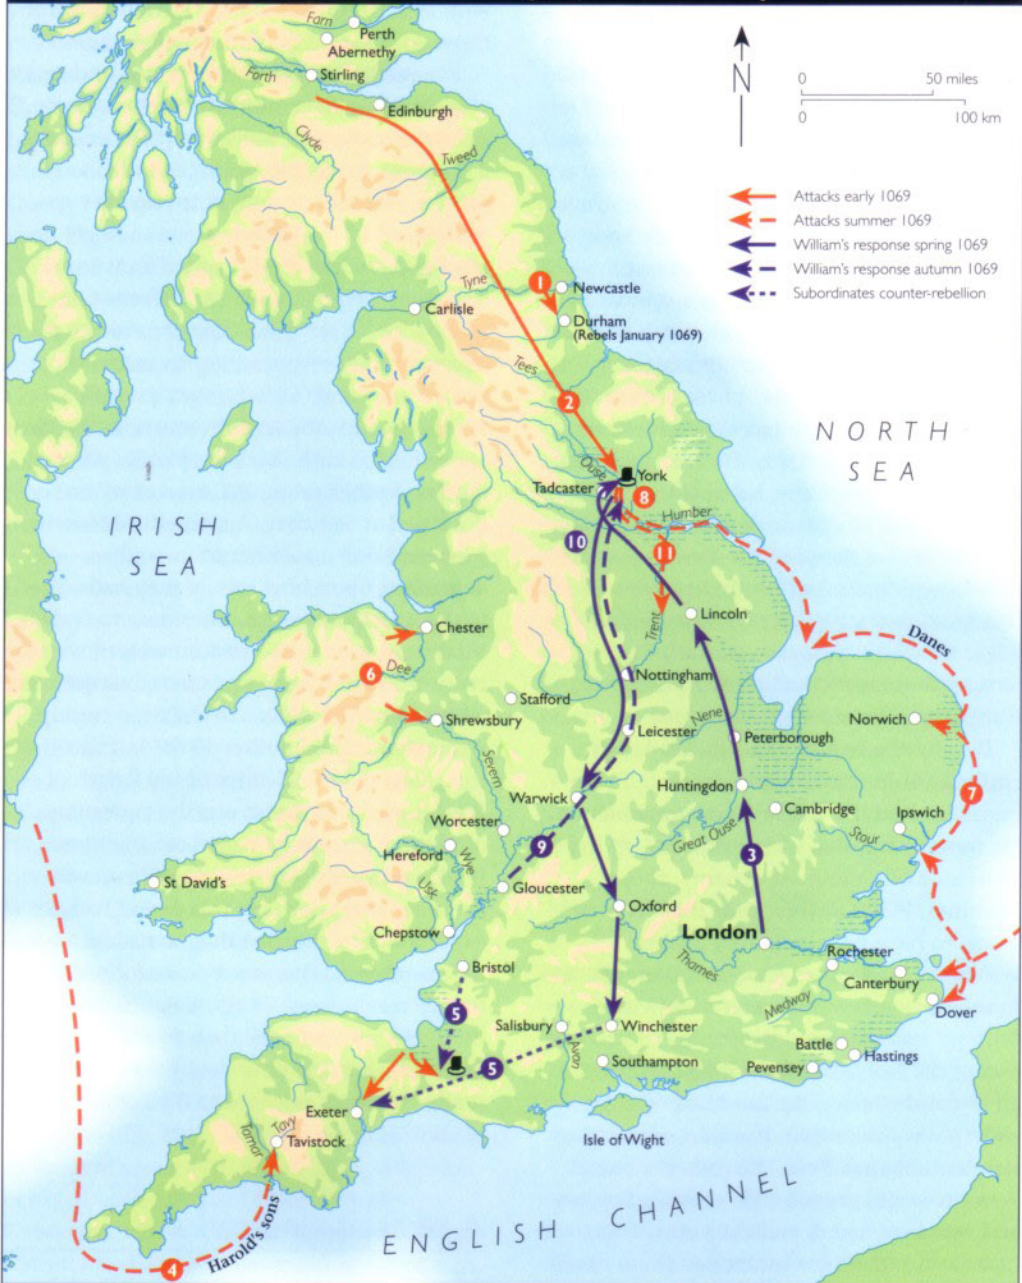 Farn
Perth
Abernethy
Forth
Stirling
Edinburgh
Clyde
Tweed
N
0 50 miles
0 100 km
Attacks early 1069
Attacks summer 1069
William's response spring 1069
William's response autumn 1069
Subordinates counter-rebellion
Tyne
1
Newcastle
Carlisle
Durham
(Rebels January 1069)
Tees
2
NORTH
SEA
Ouse
York
Tadcaster
8
Humber
IRISH
SEA
10
11
Lincoln
Trent
Chester
Dee
6
Danes
Nottingham
Stafford
Shrewsbury
Nene
Norwich
Leicester
Peterborough
Severn
Huntingdon
7
Warwick
Cambridge
Ipswich
Worcester
Great Ouse
Stour
Hereford
Wye
9
3
St David's
Usk
Gloucester
Oxford
Chepstow
London
Rochester
Bristol
Thames
Canterbury
Medway
Dover
5
Salisbury
Winchester
Avon
Battle
Hastings
5
Southampton
Pevensey
Exeter
Tavy
Tamar
Tavistock
Isle of Wight
ENGLISH CHANNEL
Harold's sons
4